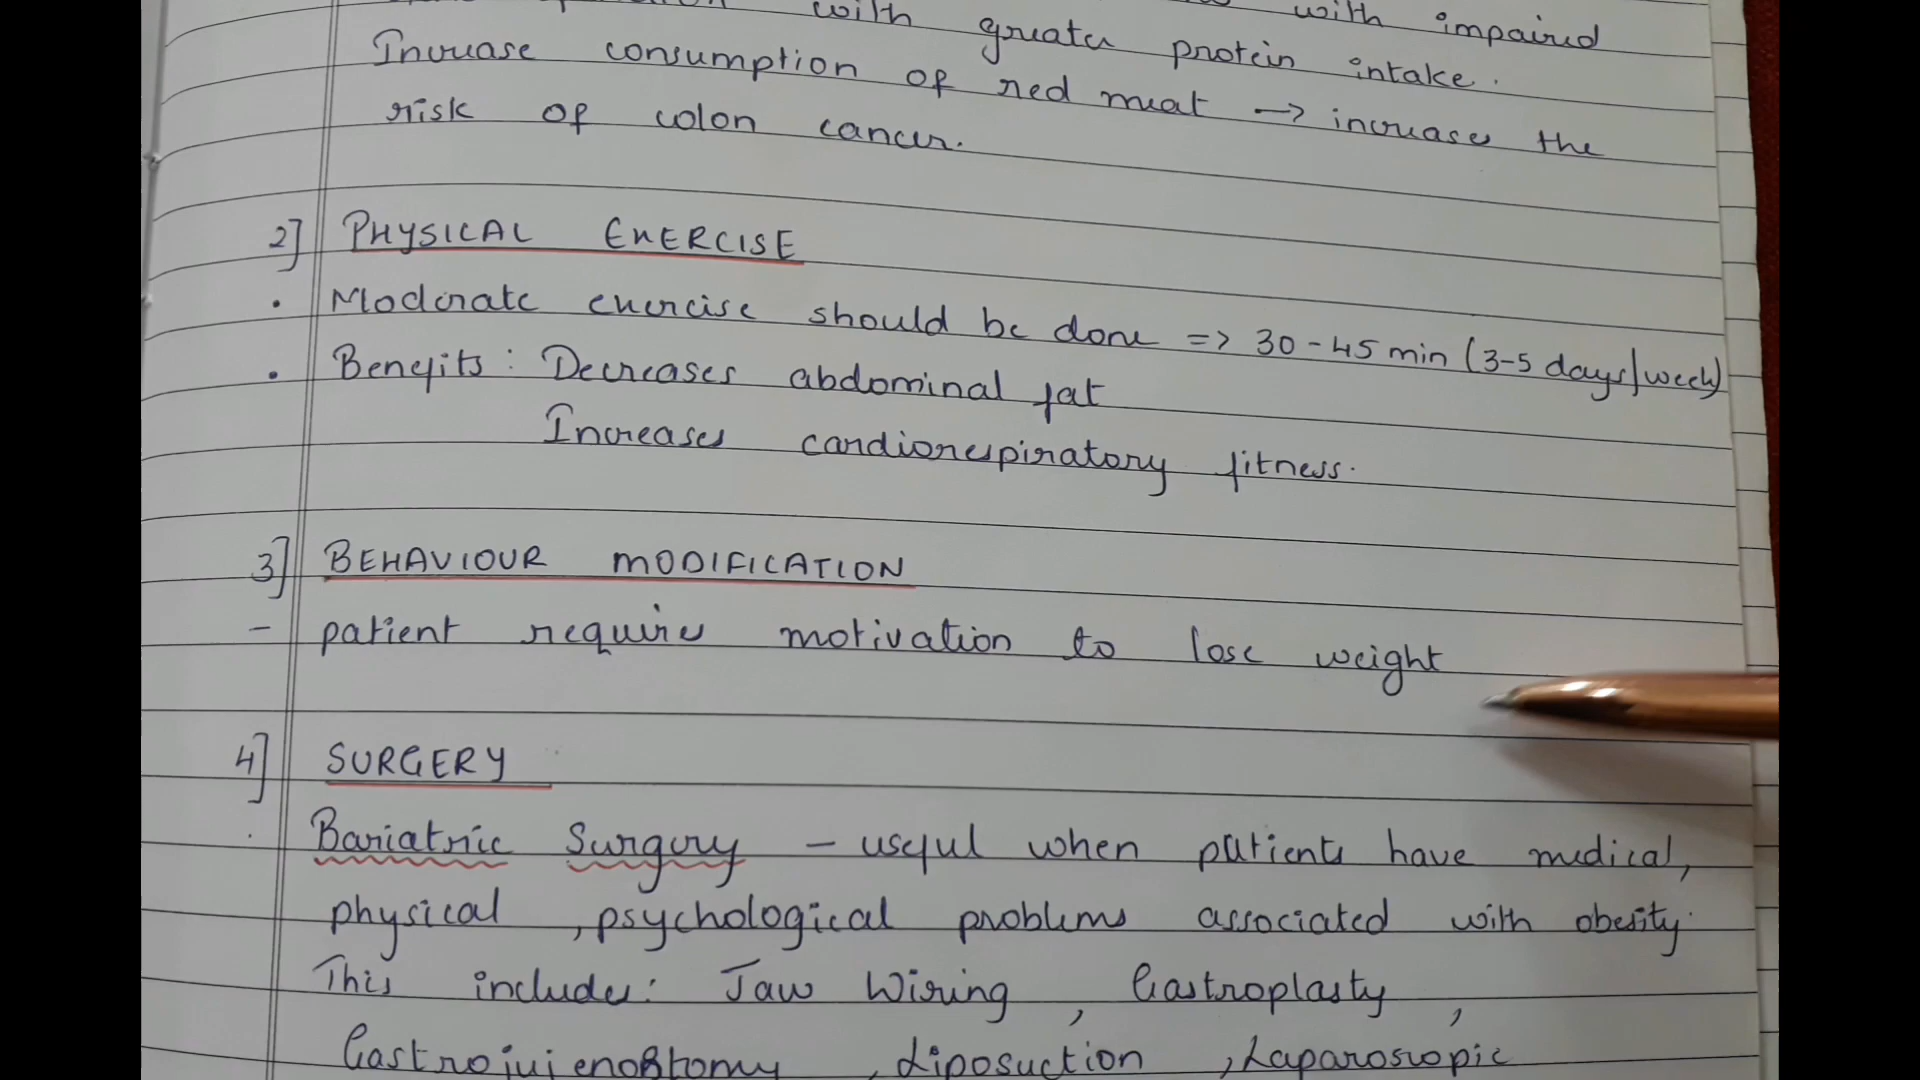 with with impaired
greater protein intake.
Increase consumption of red meat → increases the
risk of colon cancer.
2] PHYSICAL EXERCISE
. Moderate exercise should be done => 30-45 min (3-5 days/week)
. Benefits: Decreases abdominal fat
Increases cardiorespiratory fitness.
3] BEHAVIOUR MODIFICATION
- patient requires motivation to lose weight
4] SURGERY
Bariatric Surgery - useful when patients have medical,
physical, psychological problems associated with obesity.
This includes: Jaw Wiring, Gastroplasty,
Gastrojujenostomy, Liposuction, Laparoscopic